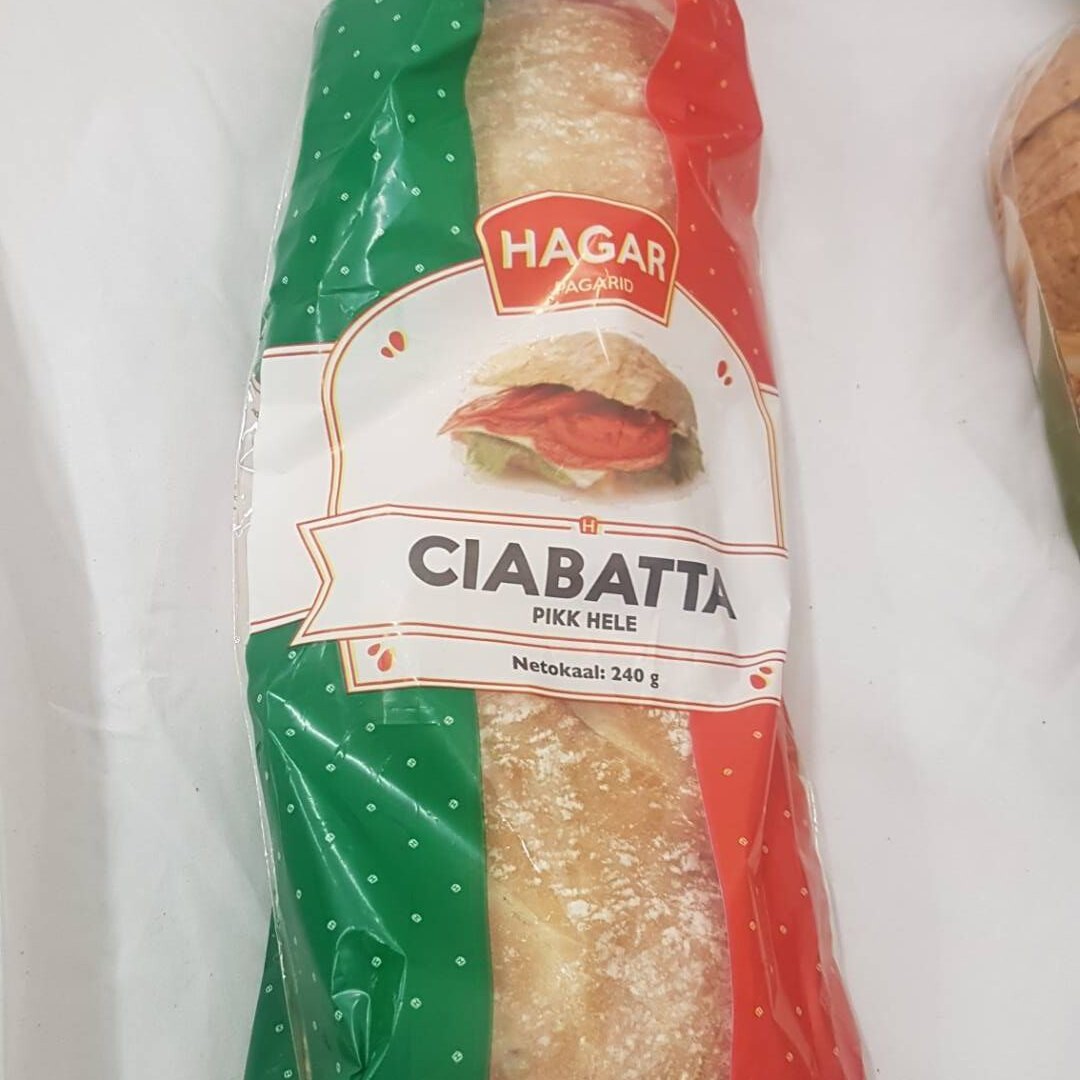 HAGAR
PAGARID
H
CIABATTA
PIKK HELE
Netokaal: 240 g